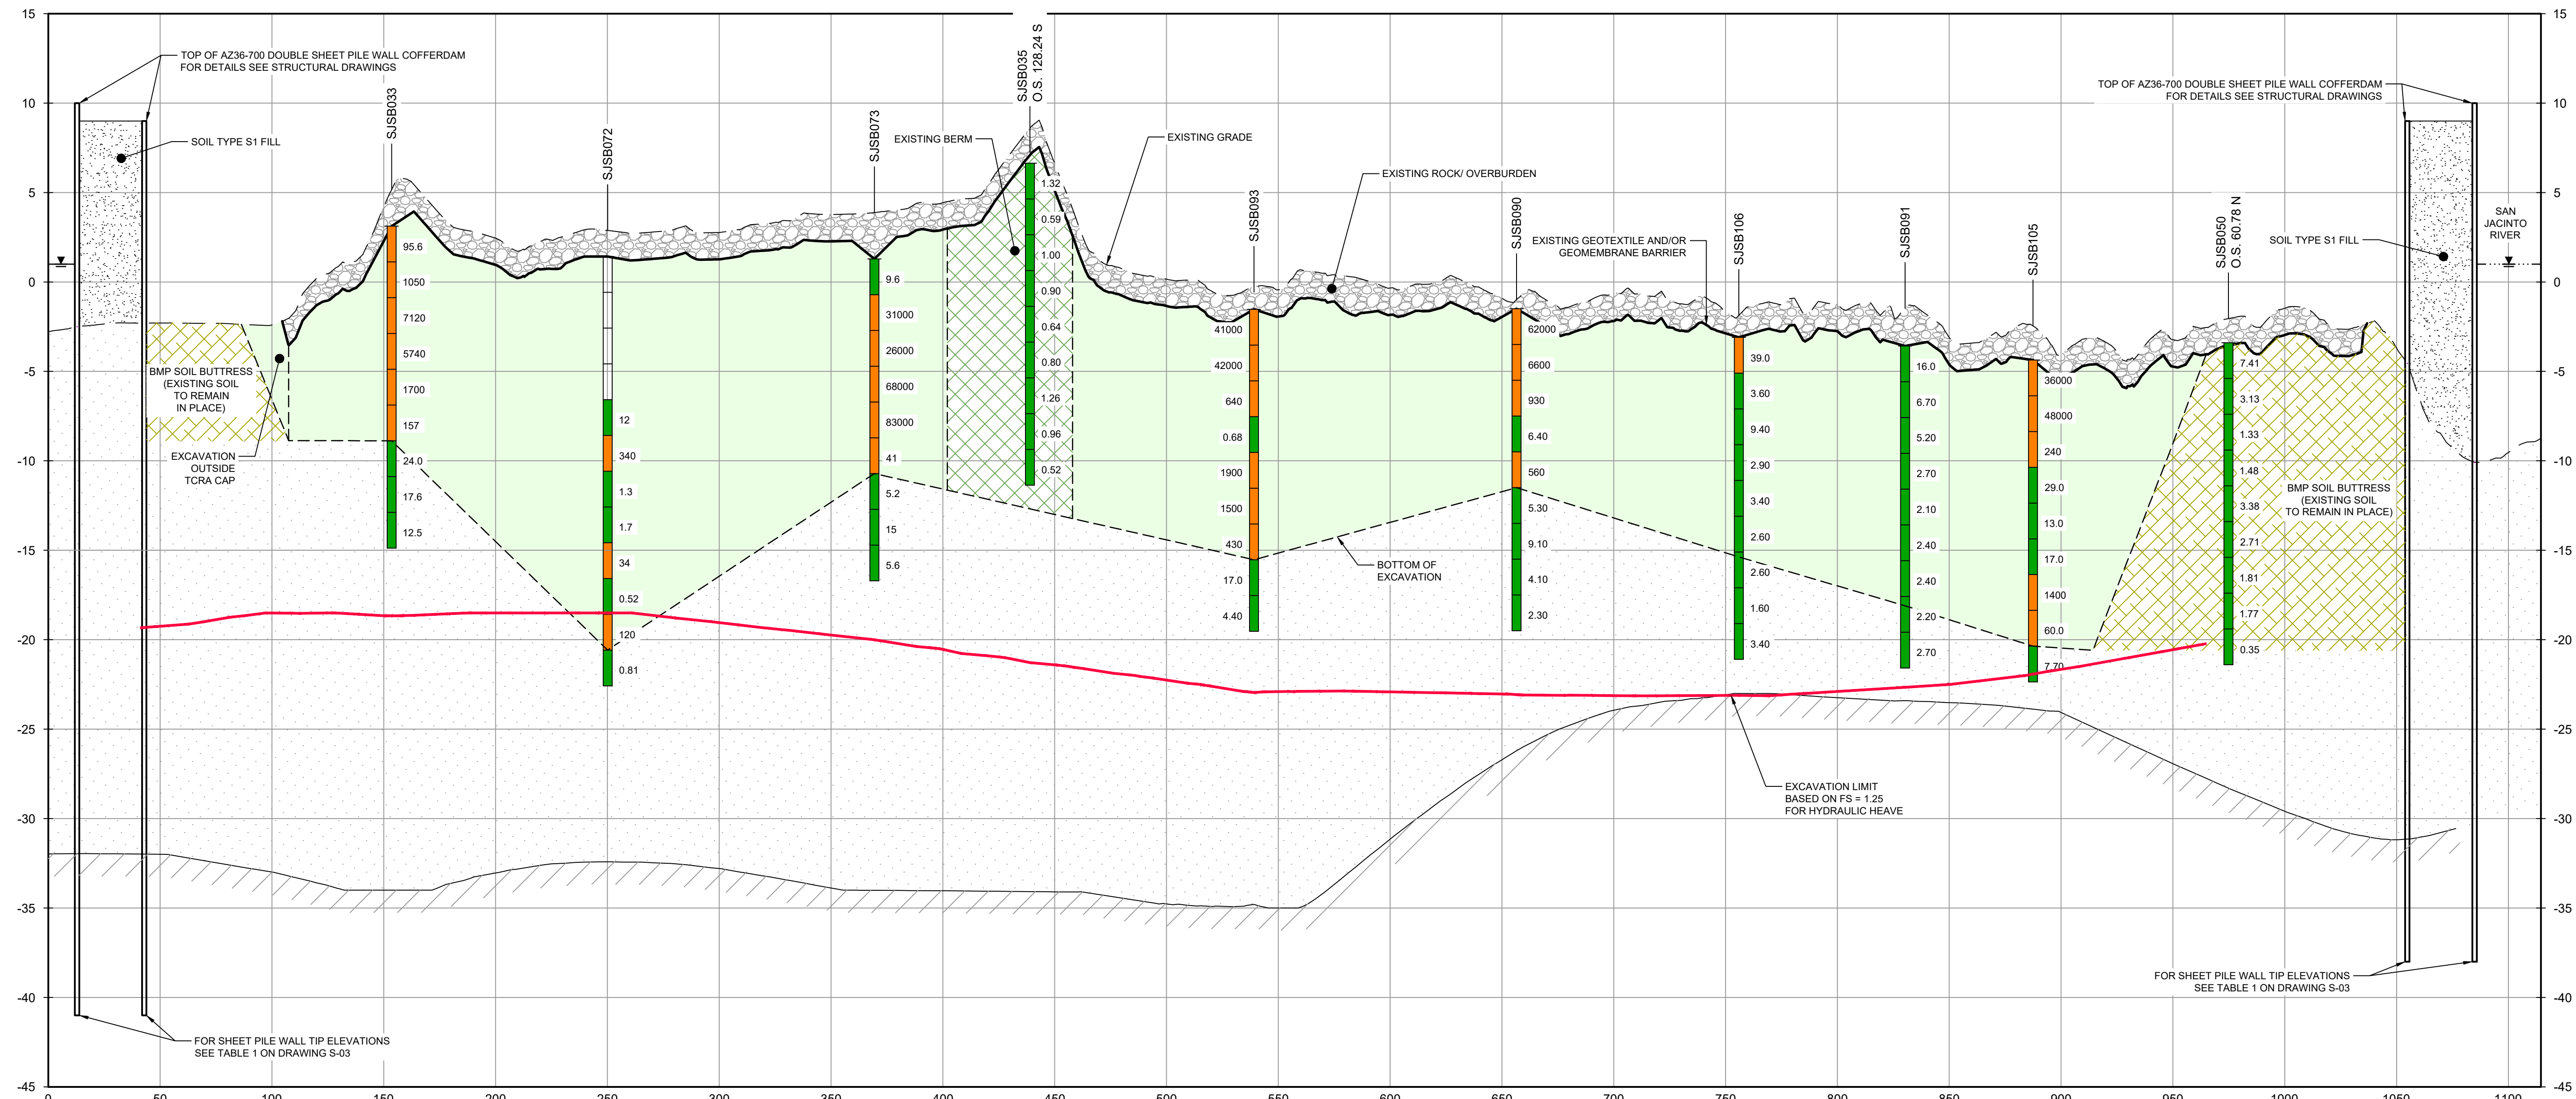 15
10
5
0
-5
-10
-15
-20
-25
-30
-35
-40
-45
TOP OF AZ36-700 DOUBLE SHEET PILE WALL COFFERDAM
FOR DETAILS SEE STRUCTURAL DRAWINGS
SOIL TYPE S1 FILL
BMP SOIL BUTTRESS
(EXISTING SOIL
TO REMAIN
IN PLACE)
EXCAVATION
OUTSIDE
TCRA CAP
FOR SHEET PILE WALL TIP ELEVATIONS
SEE TABLE 1 ON DRAWING S-03
SJSB033
95.6
1050
7120
5740
1700
157
24.0
17.6
12.5
SJSB072
12
340
1.3
1.7
34
0.52
120
0.81
SJSB073
9.6
31000
26000
68000
83000
41
5.2
15
5.6
EXISTING BERM
SJSB035
O.S. 128.24 S
1.32
0.59
1.00
0.90
0.64
0.80
1.26
0.96
0.52
EXISTING GRADE
SJSB093
41000
42000
640
0.68
1900
1500
430
17.0
4.40
EXISTING ROCK/ OVERBURDEN
BOTTOM OF
EXCAVATION
SJSB090
62000
6600
930
6.40
560
5.30
9.10
4.10
2.30
EXISTING GEOTEXTILE AND/OR
GEOMEMBRANE BARRIER
SJSB106
39.0
3.60
9.40
2.90
3.40
2.60
2.60
1.60
3.40
EXCAVATION LIMIT
BASED ON FS = 1.25
FOR HYDRAULIC HEAVE
SJSB091
16.0
6.70
5.20
2.70
2.10
2.40
2.40
2.20
2.70
SJSB105
36000
48000
240
29.0
13.0
17.0
1400
60.0
7.70
SJSB050
O.S. 60.78 N
7.41
3.13
1.33
1.48
3.38
2.71
1.81
1.77
0.35
TOP OF AZ36-700 DOUBLE SHEET PILE WALL COFFERDAM
FOR DETAILS SEE STRUCTURAL DRAWINGS
SOIL TYPE S1 FILL
SAN
JACINTO
RIVER
BMP SOIL BUTTRESS
(EXISTING SOIL
TO REMAIN IN PLACE)
FOR SHEET PILE WALL TIP ELEVATIONS
SEE TABLE 1 ON DRAWING S-03
15
10
5
0
-5
-10
-15
-20
-25
-30
-35
-40
-45
0 50 100 150 200 250 300 350 400 450 500 550 600 650 700 750 800 850 900 950 1000 1050 1100